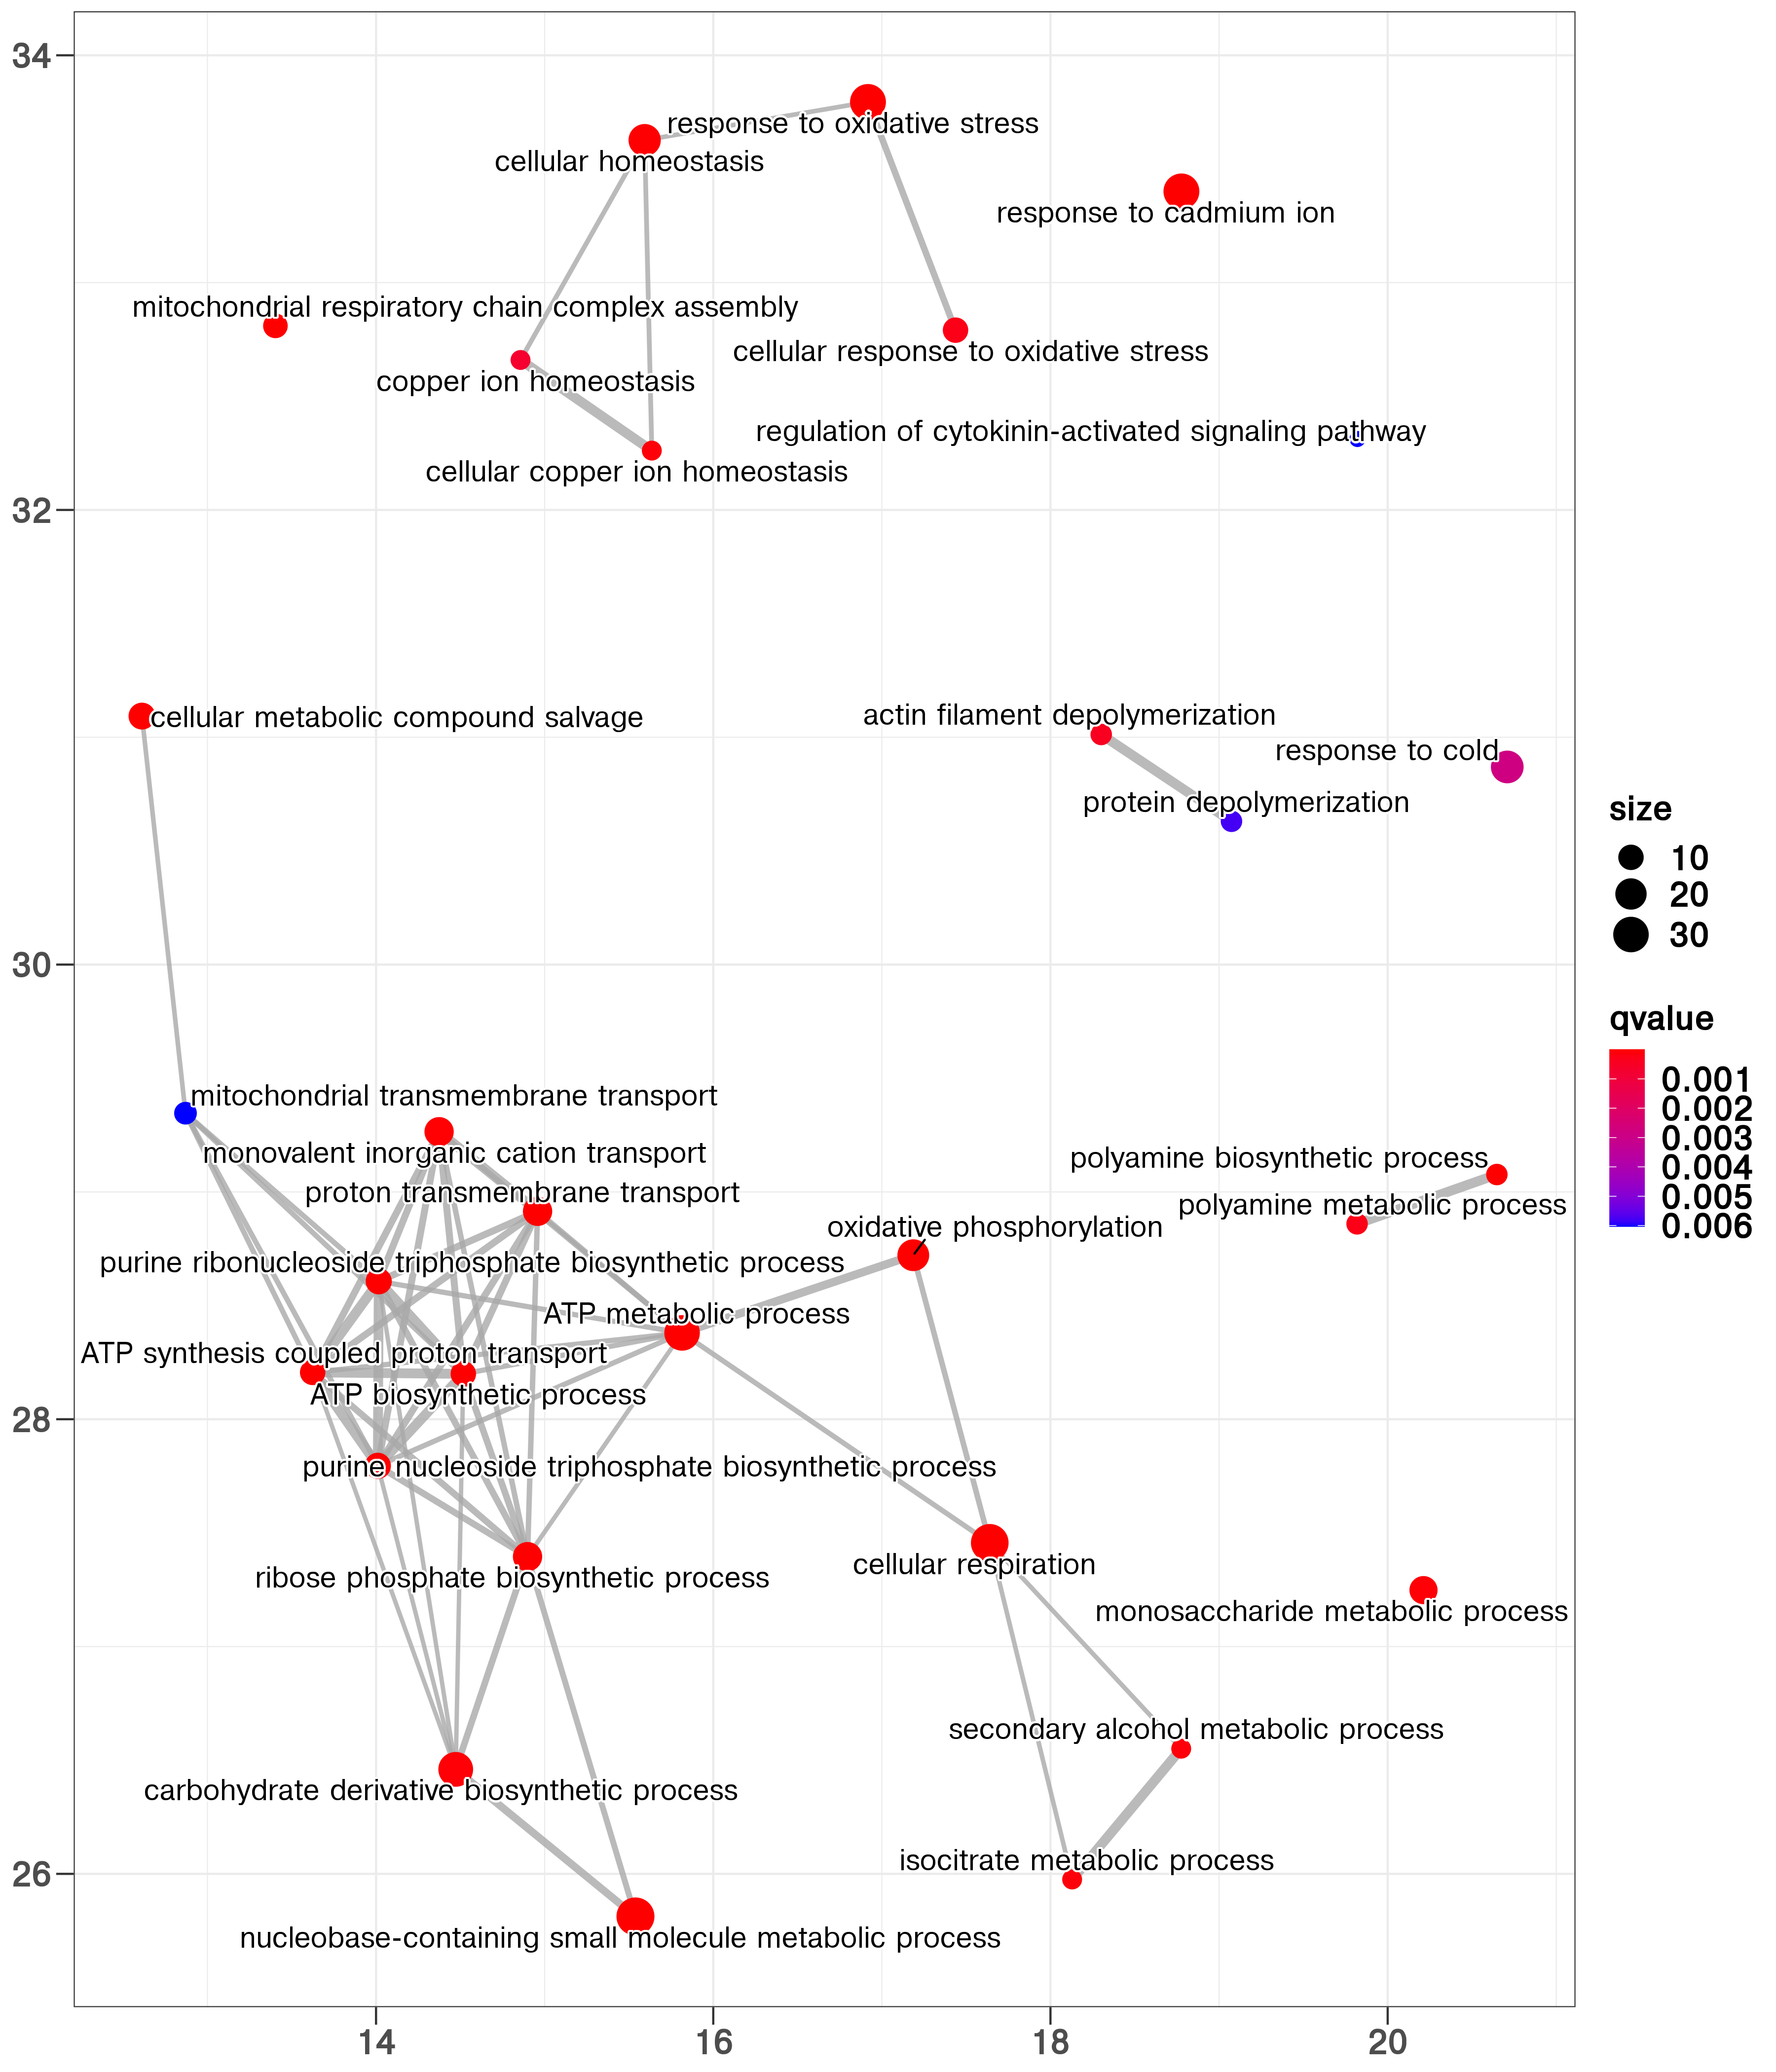 34
response to oxidative stress
cellular homeostasis
response to cadmium ion
mitochondrial respiratory chain complex assembly
cellular response to oxidative stress
copper ion homeostasis
regulation of cytokinin-activated signaling pathway
cellular copper ion homeostasis
32
actin filament depolymerization
cellular metabolic compound salvage
response to cold
protein depolymerization
size
10
20
30
30
qvalue
0.001
0.002
0.003
0.004
0.005
0.006
mitochondrial transmembrane transport
monovalent inorganic cation transport
polyamine biosynthetic process
proton transmembrane transport
polyamine metabolic process
oxidative phosphorylation
purine ribonucleoside triphosphate biosynthetic process
ATP metabolic process
ATP synthesis coupled proton transport
ATP biosynthetic process
28
purine nucleoside triphosphate biosynthetic process
cellular respiration
ribose phosphate biosynthetic process
monosaccharide metabolic process
secondary alcohol metabolic process
carbohydrate derivative biosynthetic process
isocitrate metabolic process
26
nucleobase-containing small molecule metabolic process
14
16
18
20